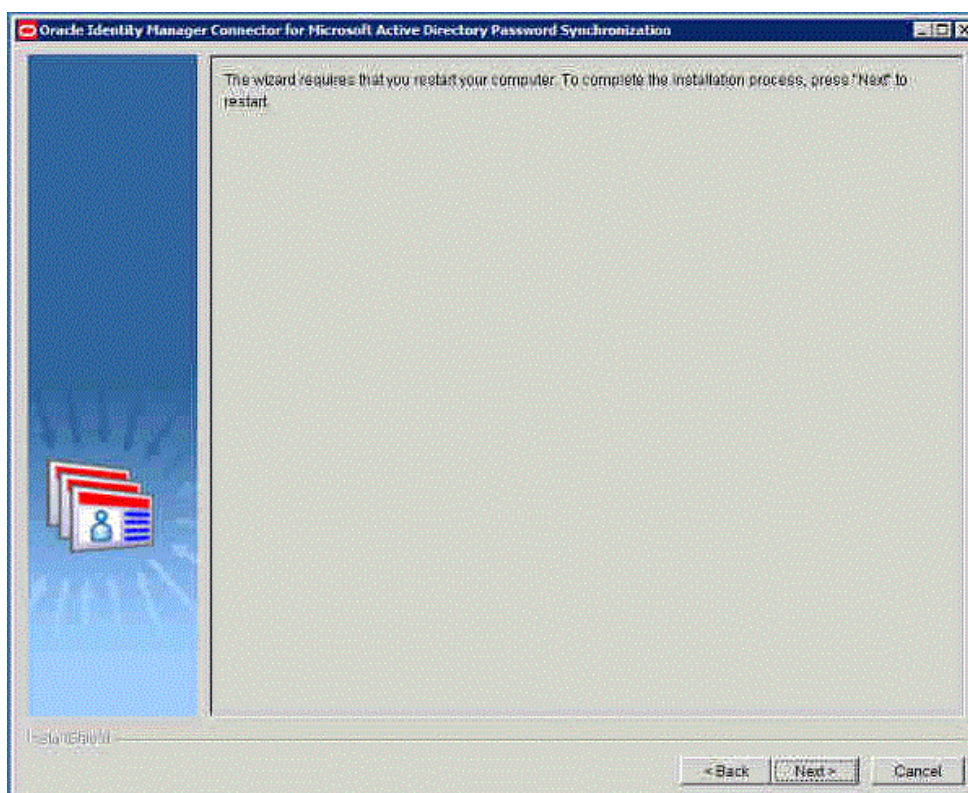 Oracle Identity Manager Connector for Microsoft Active Directory Password Synchronization
The wizard requires that you restart your computer. To complete the installation process, press "Next" to
restart.
InstallShield
< Back
Next >
Cancel